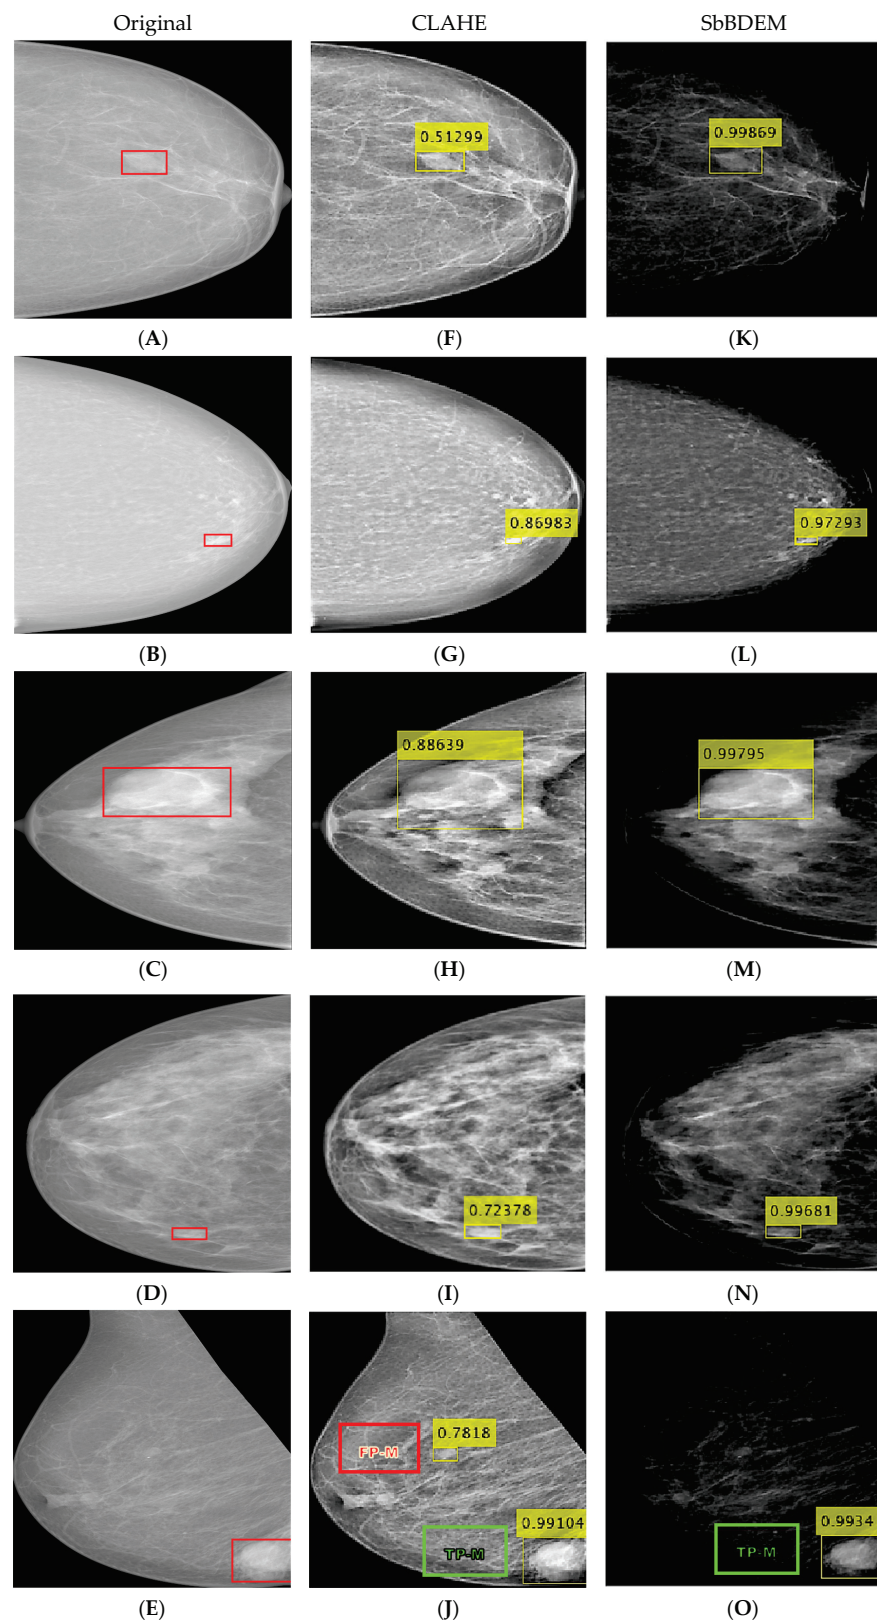 Original CLAHE SbBDEM
0.51299 0.99869
(A) (F) (K)
0.86983 0.97293
(B) (G) (L)
0.88639 0.99795
(C) (H) (M)
0.72378 0.99681
(D) (I) (N)
0.7818
FP-M
0.99104 0.9934
TP-M TP-M
(E) (J) (O)